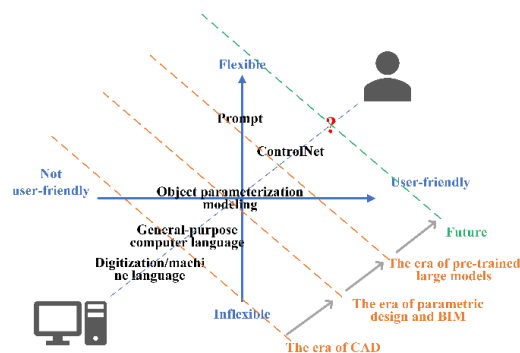 Flexible
Prompt
?
ControlNet
Not
user-friendly
User-friendly
Object parameterization
modeling
General-purpose
computer language
Future
Digitization/machi
ne language
The era of pre-trained
large models
Inflexible
The era of parametric
design and BIM
The era of CAD